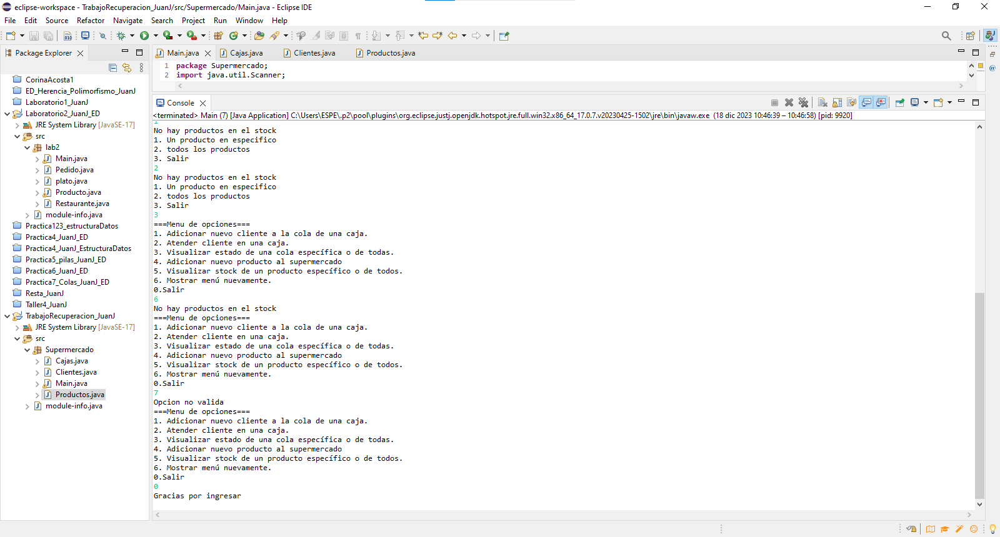 eclipse-workspace - TrabajoRecuperacion_JuanJ/src/Supermercado/Main.java - Eclipse IDE
File Edit Source Refactor Navigate Search Project Run Window Help
Package Explorer
CorinaAcosta1
ED_Herencia_Polimorfismo_JuanJ
Laboratorio1_JuanJ
Laboratorio2_JuanJ_ED
JRE System Library [JavaSE-17]
src
lab2
Main.java
Pedido.java
plato.java
Producto.java
Restaurante.java
module-info.java
Practica123_estructuraDatos
Practica4_JuanJ_ED
Practica4_JuanJ_EstructuraDatos
Practica5_pilas_JuanJ_ED
Practica6_JuanJ_ED
Practica7_Colas_JuanJ_ED
Resta_JuanJ
Taller4_JuanJ
TrabajoRecuperacion_JuanJ
JRE System Library [JavaSE-17]
src
Supermercado
Cajas.java
Clientes.java
Main.java
Productos.java
module-info.java
Main.java Cajas.java Clientes.java Productos.java
1 package Supermercado;
2 import java.util.Scanner;
Console
<terminated> Main (7) [Java Application] C:\Users\ESPE\.p2\pool\plugins\org.eclipse.justj.openjdk.hotspot.jre.full.win32.x86_64_17.0.7.v20230425-1502\jre\bin\javaw.exe (18 dic 2023 10:46:39 – 10:46:58) [pid: 9920]
1
No hay productos en el stock
1. Un producto en especifico
2. todos los productos
3. Salir
2
No hay productos en el stock
1. Un producto en especifico
2. todos los productos
3. Salir
3
===Menu de opciones===
1. Adicionar nuevo cliente a la cola de una caja.
2. Atender cliente en una caja.
3. Visualizar estado de una cola específica o de todas.
4. Adicionar nuevo producto al supermercado
5. Visualizar stock de un producto específico o de todos.
6. Mostrar menú nuevamente.
0.Salir
6
No hay productos en el stock
===Menu de opciones===
1. Adicionar nuevo cliente a la cola de una caja.
2. Atender cliente en una caja.
3. Visualizar estado de una cola específica o de todas.
4. Adicionar nuevo producto al supermercado
5. Visualizar stock de un producto específico o de todos.
6. Mostrar menú nuevamente.
0.Salir
7
Opcion no valida
===Menu de opciones===
1. Adicionar nuevo cliente a la cola de una caja.
2. Atender cliente en una caja.
3. Visualizar estado de una cola específica o de todas.
4. Adicionar nuevo producto al supermercado
5. Visualizar stock de un producto específico o de todos.
6. Mostrar menú nuevamente.
0.Salir
0
Gracias por ingresar